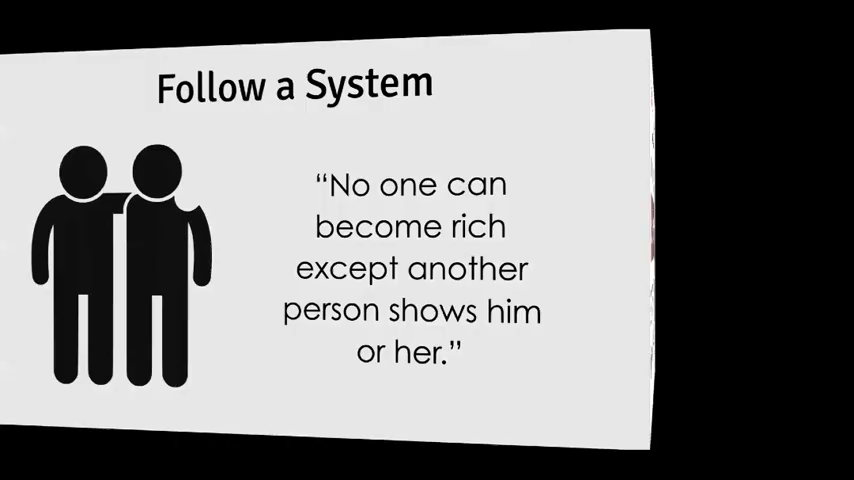 Follow a System
“No one can
become rich
except another
person shows him
or her.”